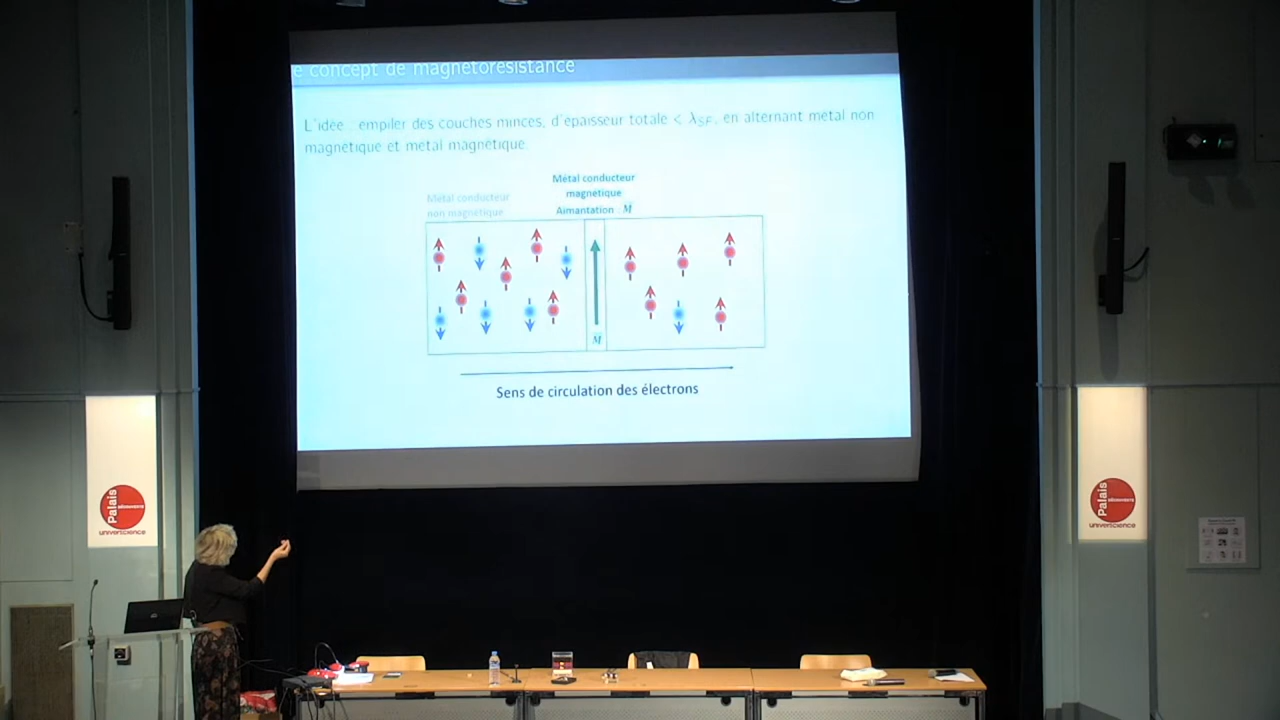 e concept de magnétorésistance
L'idée : empiler des couches minces, d'épaisseur totale < λSF, en alternant métal non
magnétique et métal magnétique.
Métal conducteur
non magnétique
Métal conducteur
magnétique
Aimantation : M
M
Sens de circulation des électrons
Palais
DÉCOUVERTE
universcience
Palais
DÉCOUVERTE
universcience